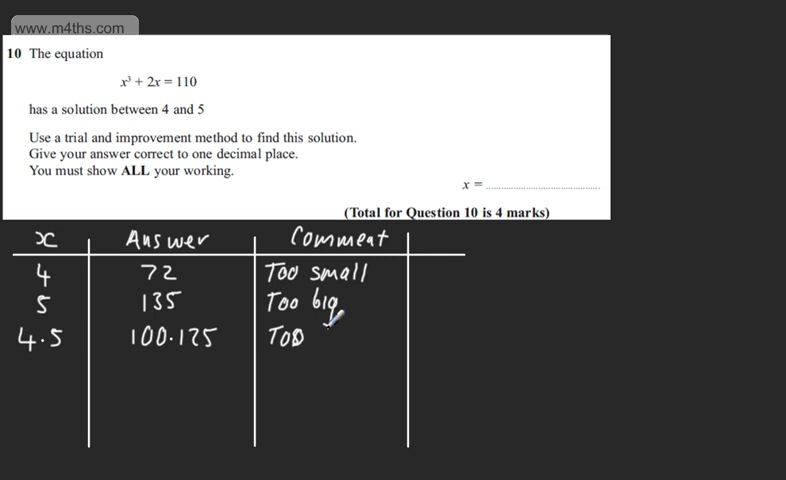 www.m4ths.com
10 The equation
x³ + 2x = 110
has a solution between 4 and 5
Use a trial and improvement method to find this solution.
Give your answer correct to one decimal place.
You must show ALL your working.
x = ..........................................
(Total for Question 10 is 4 marks)
x Answer Comment
4 72 Too small
5 135 Too big
4.5 100.125 Too